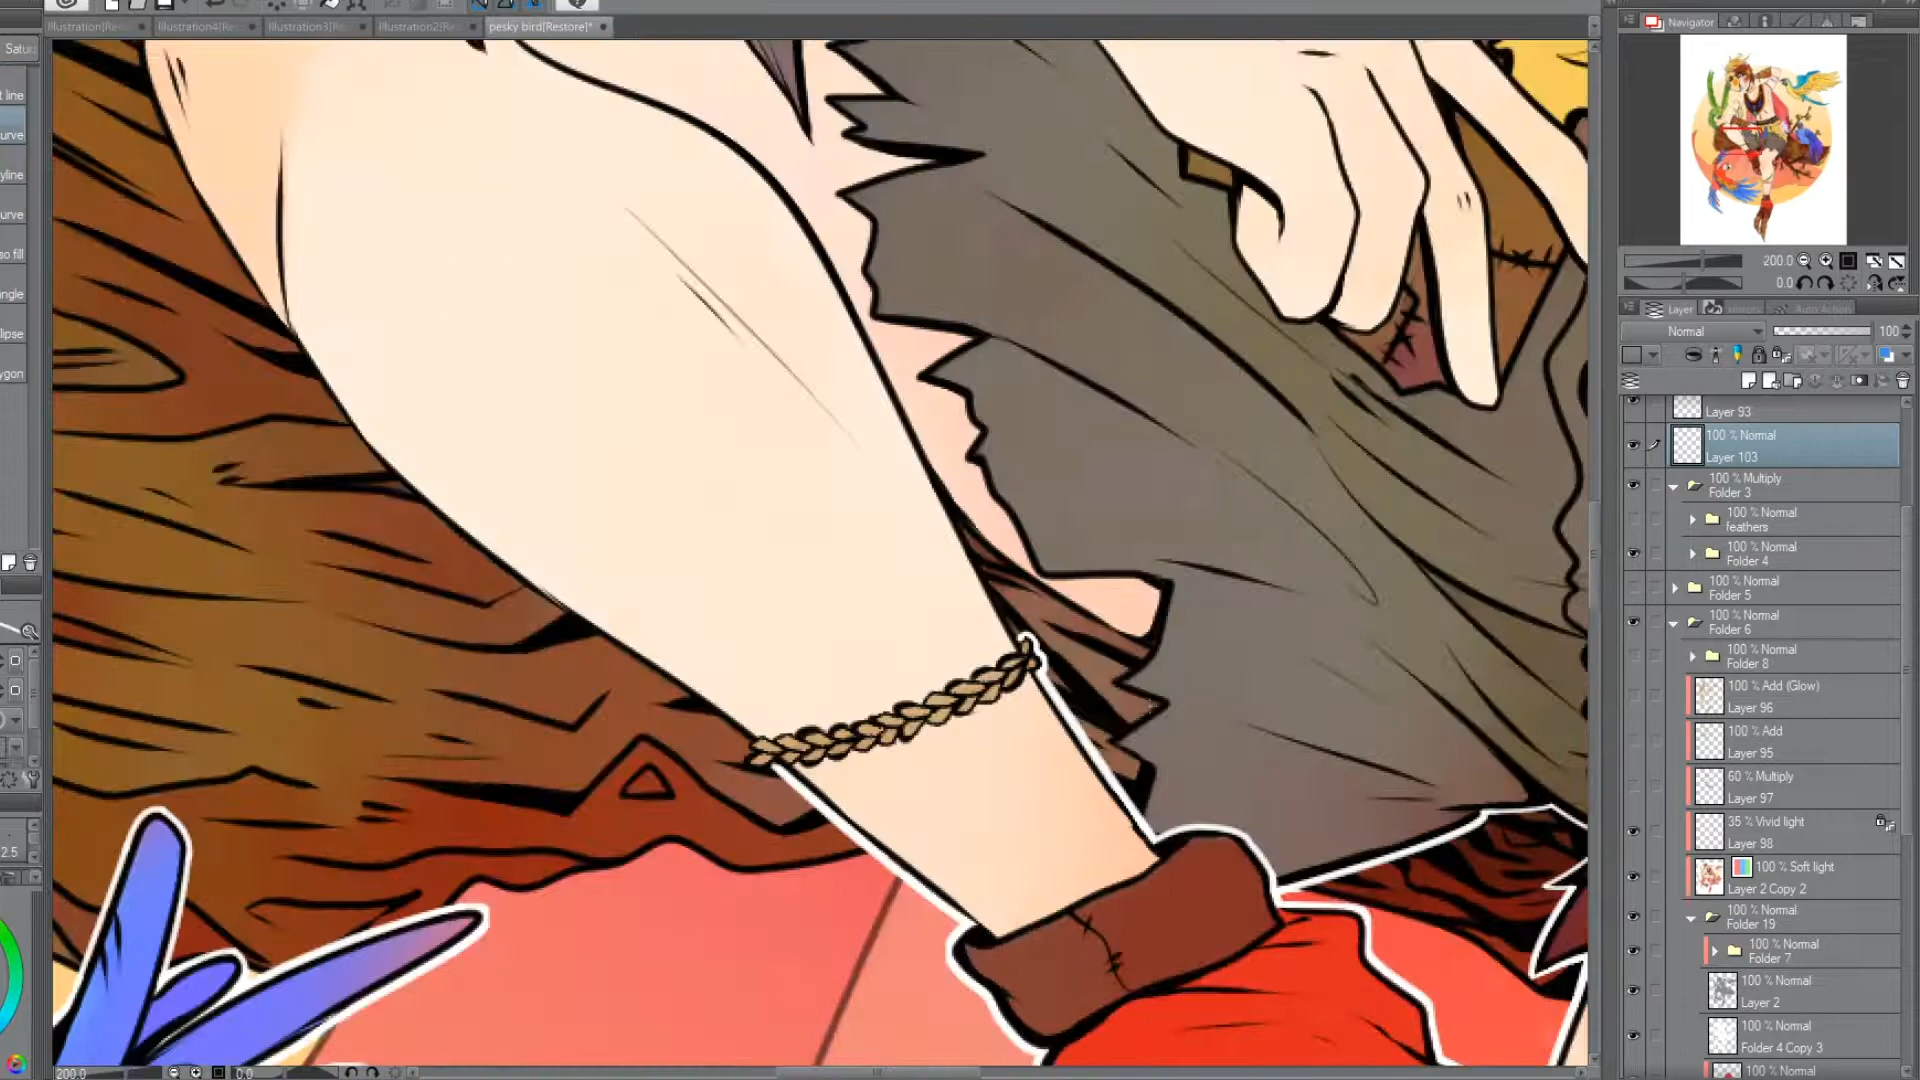 Illustration[Res
Illustration4[Re
Illustration3[Re
Illustration2[Re
pesky bird[Restore]*
Navigator
Satur
t line
urve
yline
urve
so fill
angle
lipse
ygon
2.5
200.0
0.0
200.0
0.0
Layer
Auto Action
Normal
100
Layer 93
100 % Normal
Layer 103
100 % Multiply
Folder 3
100 % Normal
feathers
100 % Normal
Folder 4
100 % Normal
Folder 5
100 % Normal
Folder 6
100 % Normal
Folder 8
100 % Add (Glow)
Layer 96
100 % Add
Layer 95
60 % Multiply
Layer 97
35 % Vivid light
Layer 98
100 % Soft light
Layer 2 Copy 2
100 % Normal
Folder 19
100 % Normal
Folder 7
100 % Normal
Layer 2
100 % Normal
Folder 4 Copy 3
100 % Normal